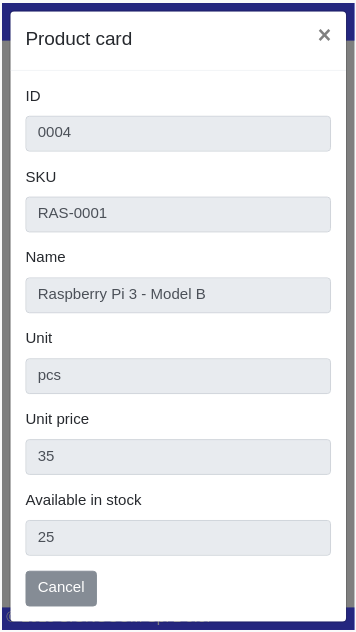 Product card ×
ID
0004
SKU
RAS-0001
Name
Raspberry Pi 3 - Model B
Unit
pcs
Unit price
35
Available in stock
25
Cancel